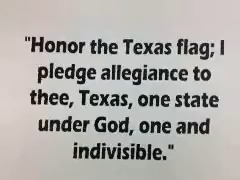 "Honor the Texas flag; I
pledge allegiance to
thee, Texas, one state
under God, one and
indivisible."